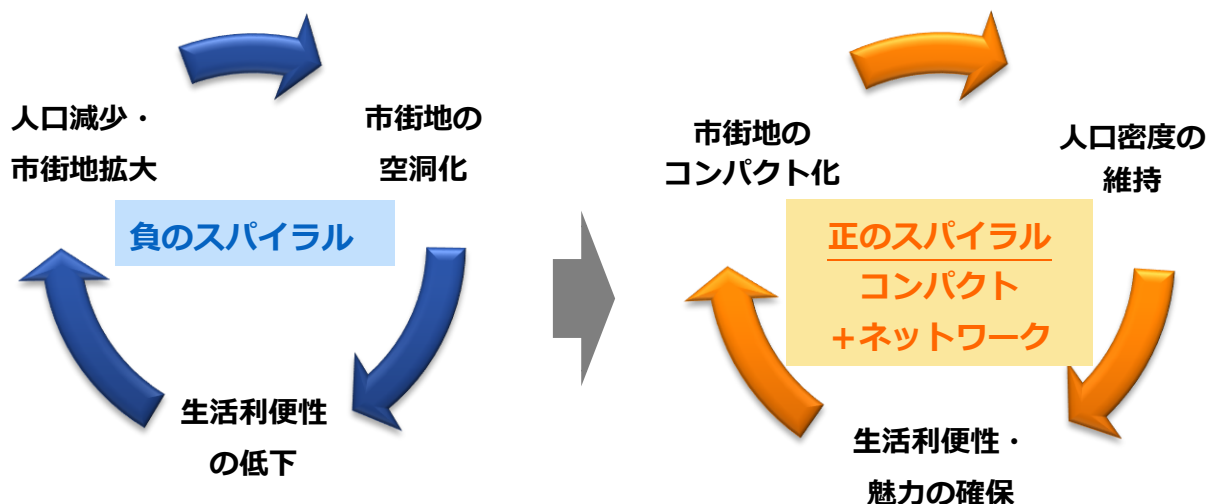 人口減少・
市街地拡大
市街地の
空洞化
負のスパイラル
生活利便性
の低下
市街地の
コンパクト化
人口密度の
維持
正のスパイラル
コンパクト
+ネットワーク
生活利便性・
魅力の確保